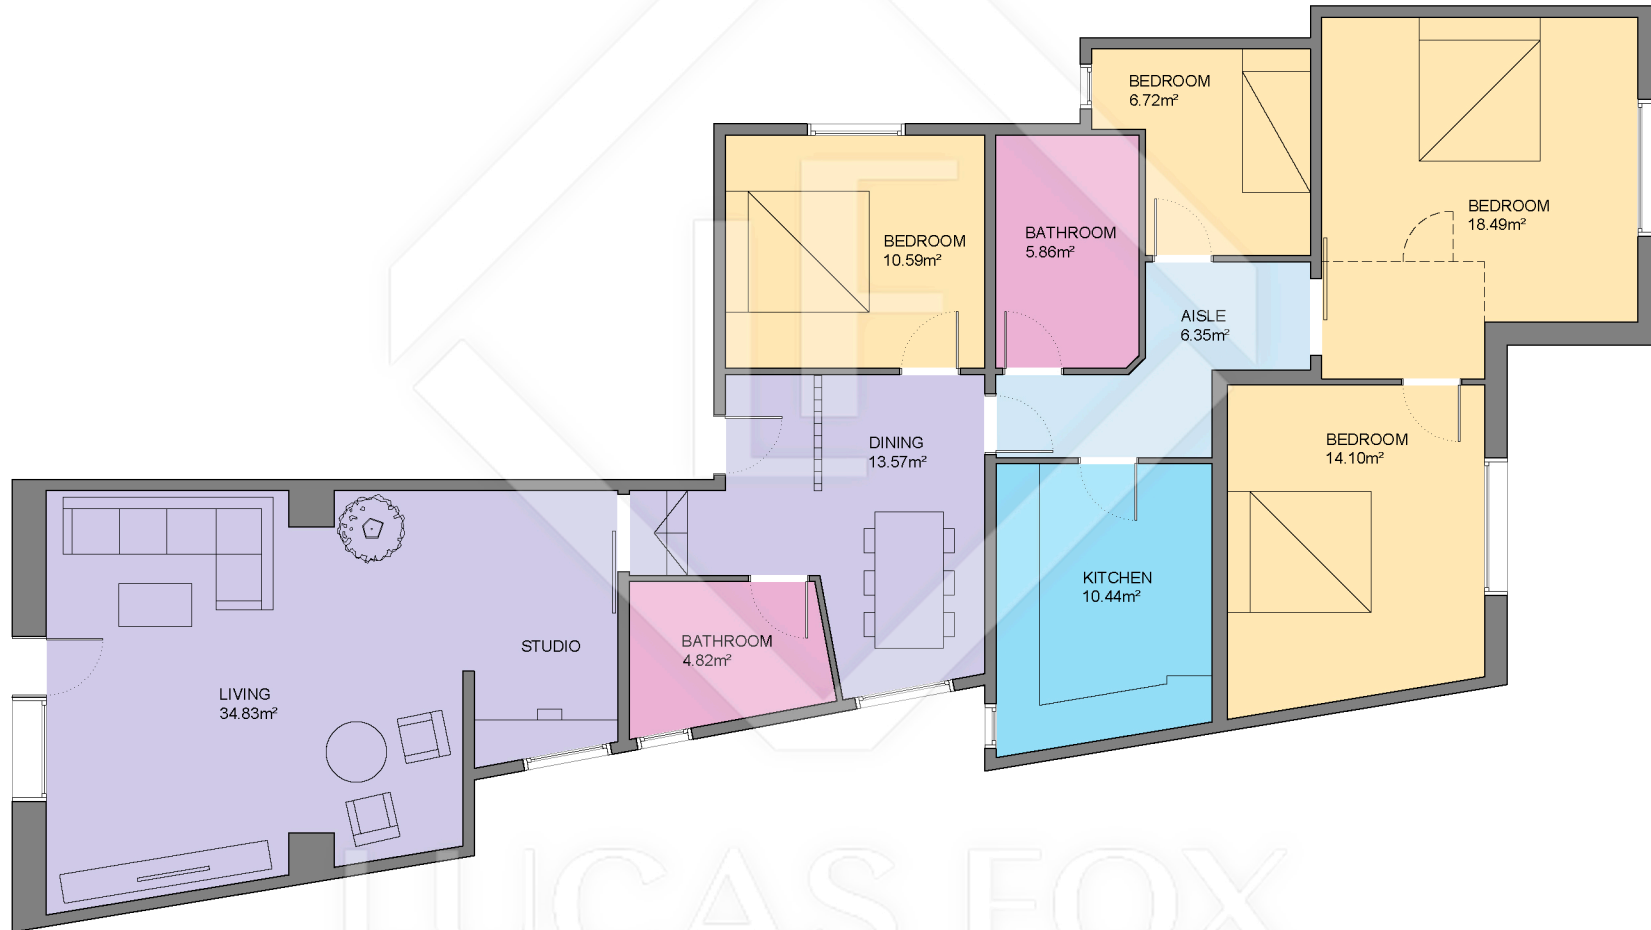 BEDROOM
6.72m²
BEDROOM
18.49m²
BEDROOM
10.59m²
BATHROOM
5.86m²
AISLE
6.35m²
DINING
13.57m²
BEDROOM
14.10m²
KITCHEN
10.44m²
STUDIO
BATHROOM
4.82m²
LIVING
34.83m²
LUCAS FOX